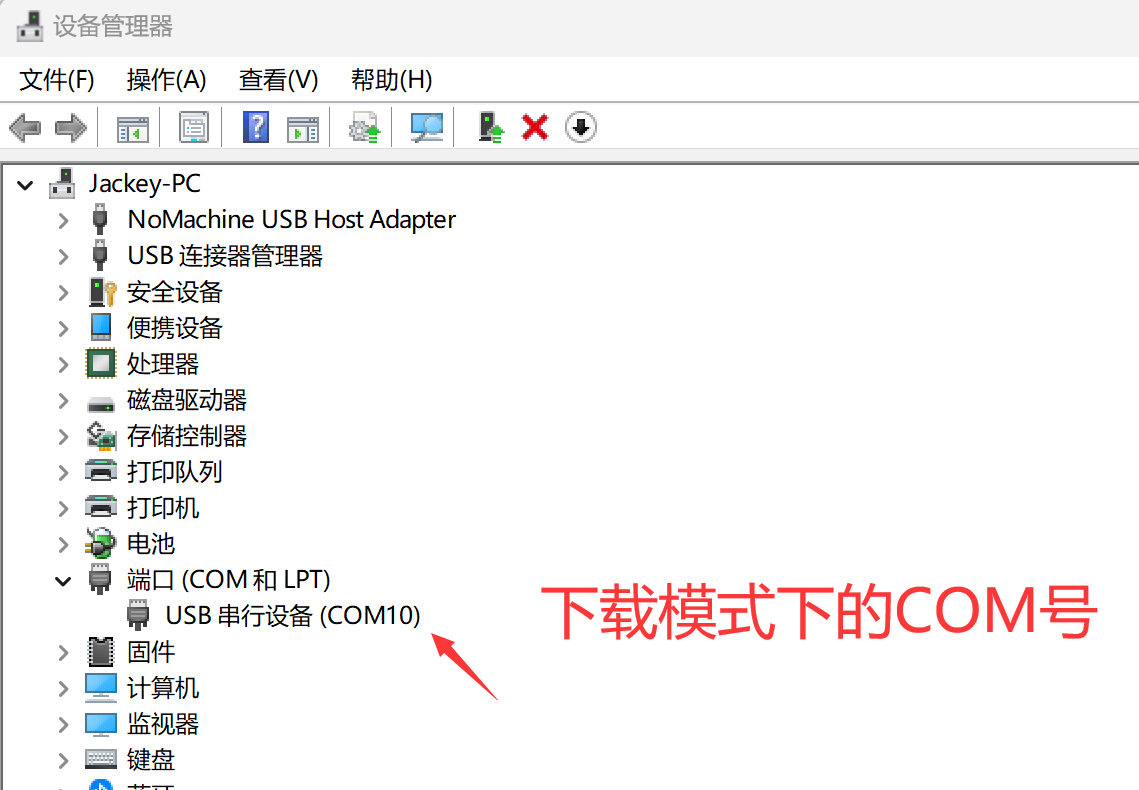 设备管理器
文件(F) 操作(A) 查看(V) 帮助(H)
Jackey-PC
NoMachine USB Host Adapter
USB 连接器管理器
安全设备
便携设备
处理器
磁盘驱动器
存储控制器
打印队列
打印机
电池
端口 (COM 和 LPT)
USB 串行设备 (COM10)
下载模式下的COM号
固件
计算机
监视器
键盘